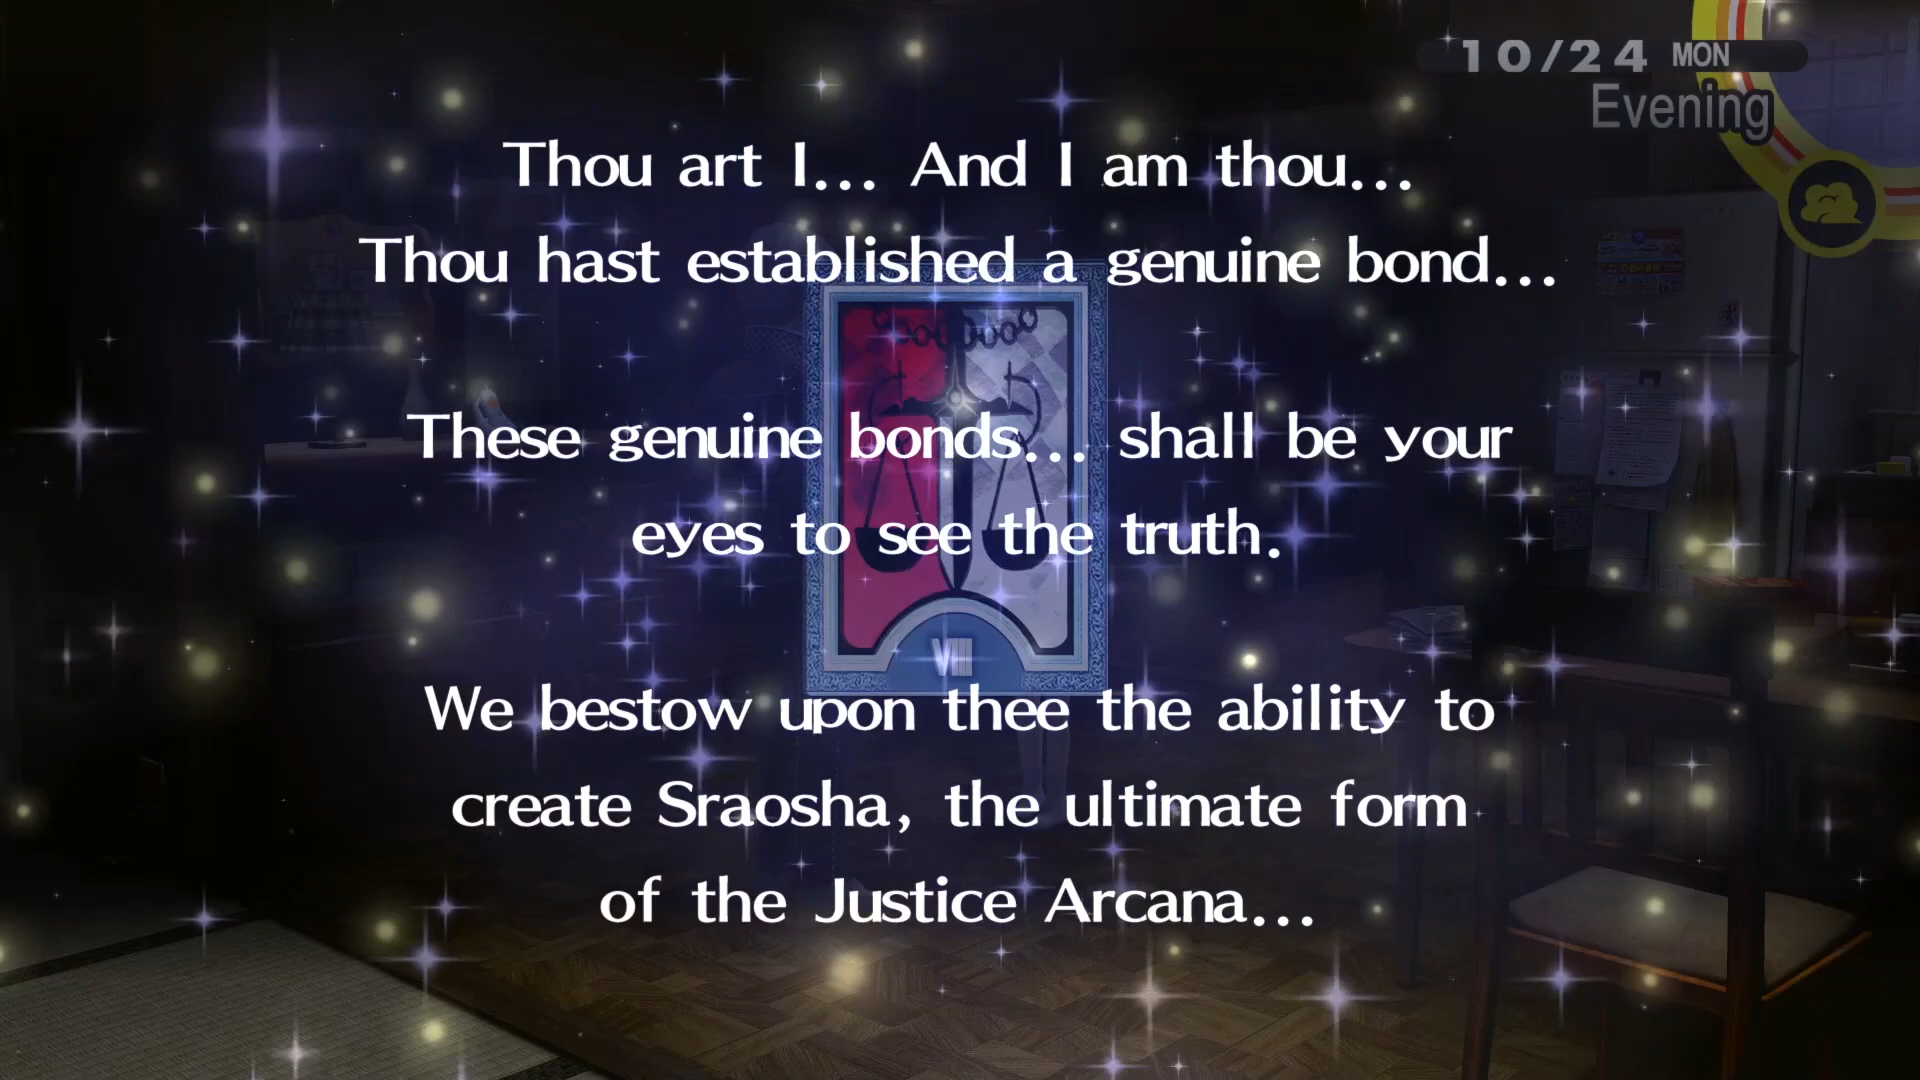 10/24 MON
Evening
Thou art I... And I am thou...
Thou hast established a genuine bond...
These genuine bonds... shall be your
eyes to see the truth.
VIII
We bestow upon thee the ability to
create Sraosha, the ultimate form
of the Justice Arcana...